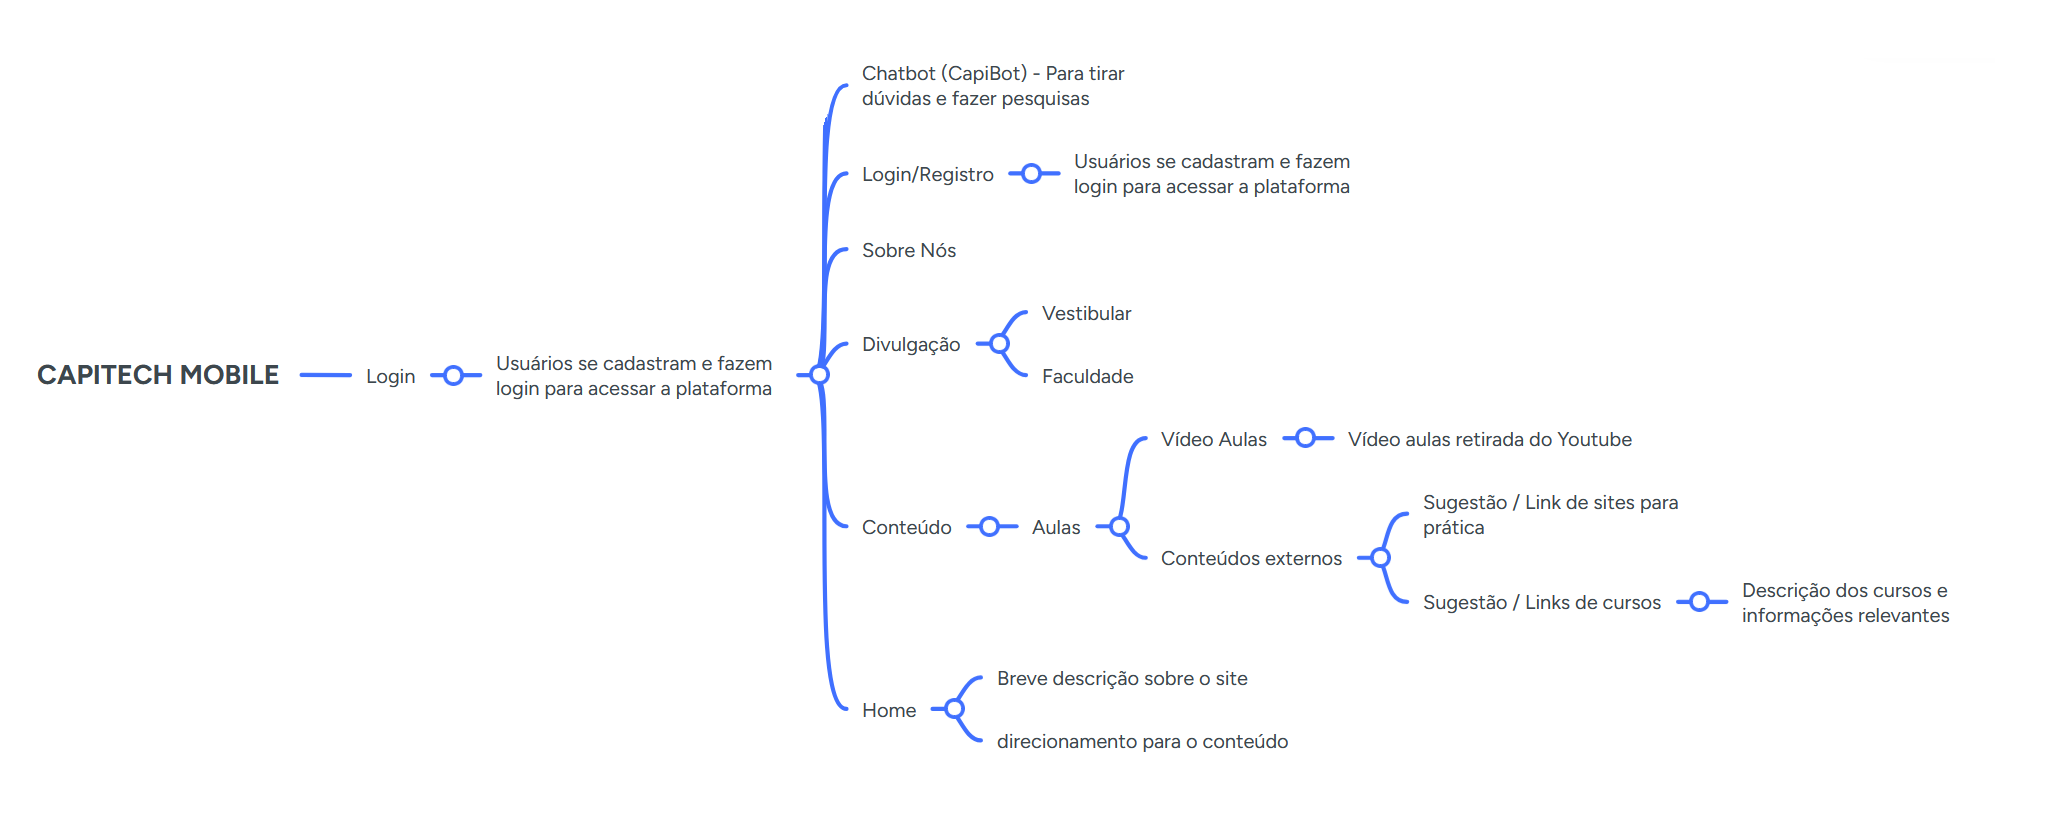 CAPITECH MOBILE
Login
Usuários se cadastram e fazem
login para acessar a plataforma
Chatbot (CapiBot) - Para tirar
dúvidas e fazer pesquisas
Login/Registro
Usuários se cadastram e fazem
login para acessar a plataforma
Sobre Nós
Divulgação
Vestibular
Faculdade
Conteúdo
Aulas
Vídeo Aulas
Vídeo aulas retirada do Youtube
Conteúdos externos
Sugestão / Link de sites para
prática
Sugestão / Links de cursos
Descrição dos cursos e
informações relevantes
Home
Breve descrição sobre o site
direcionamento para o conteúdo